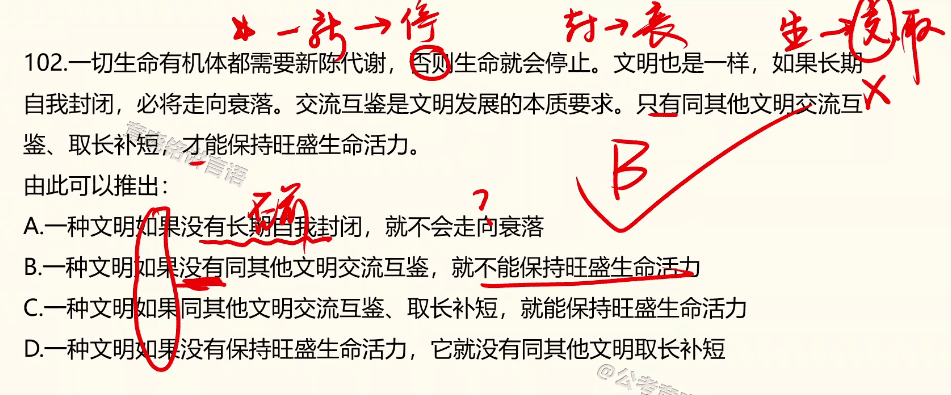 一新→停 封→衰 生→竞取
102.一切生命有机体都需要新陈代谢，否则生命就会停止。文明也是一样，如果长期
自我封闭，必将走向衰落。交流互鉴是文明发展的本质要求。只有同其他文明交流互
鉴、取长补短，才能保持旺盛生命活力。
由此可以推出：
B
A.一种文明如果没有长期自我封闭，就不会走向衰落
?
B.一种文明如果没有同其他文明交流互鉴，就不能保持旺盛生命活力
C.一种文明如果同其他文明交流互鉴、取长补短，就能保持旺盛生命活力
D.一种文明如果没有保持旺盛生命活力，它就没有同其他文明取长补短